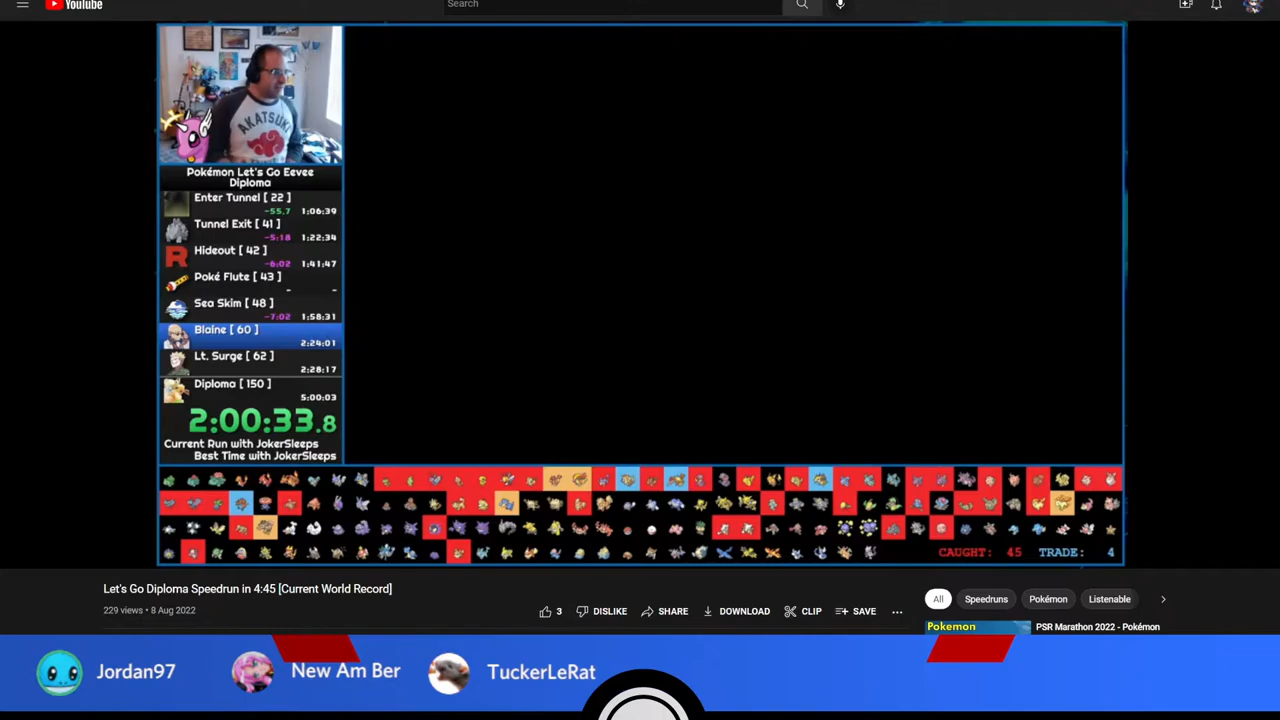 YouTube
Search
AKATSUKI
Pokémon Let's Go Eevee
Diploma
Enter Tunnel [ 22 ]
-55.7 1:06:39
Tunnel Exit [ 41 ]
-5:18 1:22:34
Hideout [ 42 ]
-6:02 1:41:47
Poké Flute [ 43 ]
- -
Sea Skim [ 48 ]
-7:02 1:58:31
Blaine [ 60 ]
2:24:01
Lt. Surge [ 62 ]
2:28:17
Diploma [ 150 ]
5:00:03
2:00:33.8
Current Run with JokerSleeps
Best Time with JokerSleeps
CAUGHT: 45 TRADE: 4
Let's Go Diploma Speedrun in 4:45 [Current World Record]
229 views • 8 Aug 2022
3 DISLIKE SHARE DOWNLOAD CLIP SAVE ...
All Speedruns Pokémon Listenable
Pokemon
PSR Marathon 2022 - Pokémon
Jordan97 New Am Ber TuckerLeRat